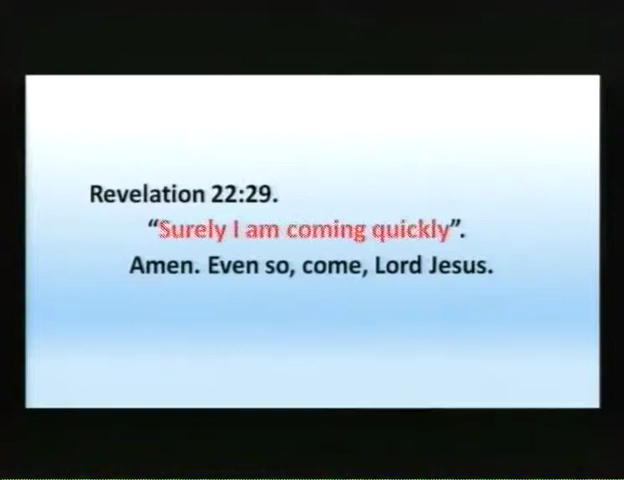 Revelation 22:29.
“Surely I am coming quickly”.
Amen. Even so, come, Lord Jesus.